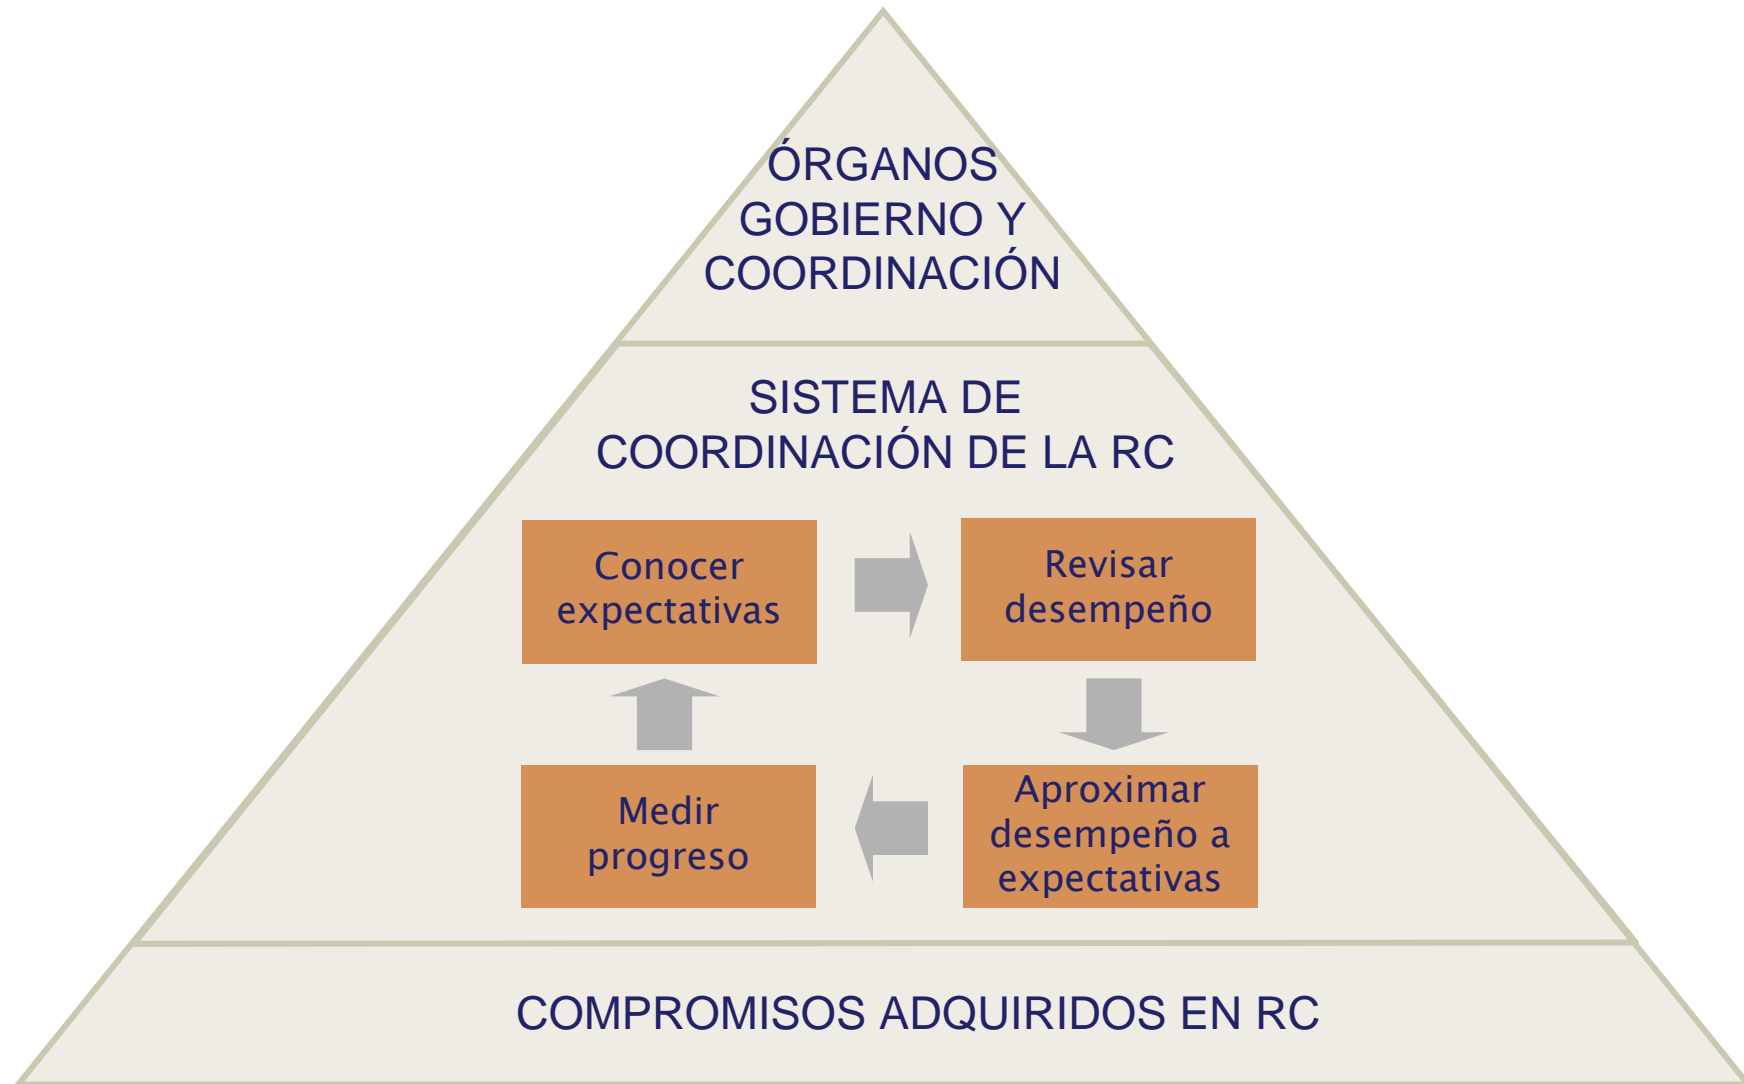 ÓRGANOS
GOBIERNO Y
COORDINACIÓN
SISTEMA DE
COORDINACIÓN DE LA RC
Conocer
expectativas
Revisar
desempeño
Medir
progreso
Aproximar
desempeño a
expectativas
COMPROMISOS ADQUIRIDOS EN RC